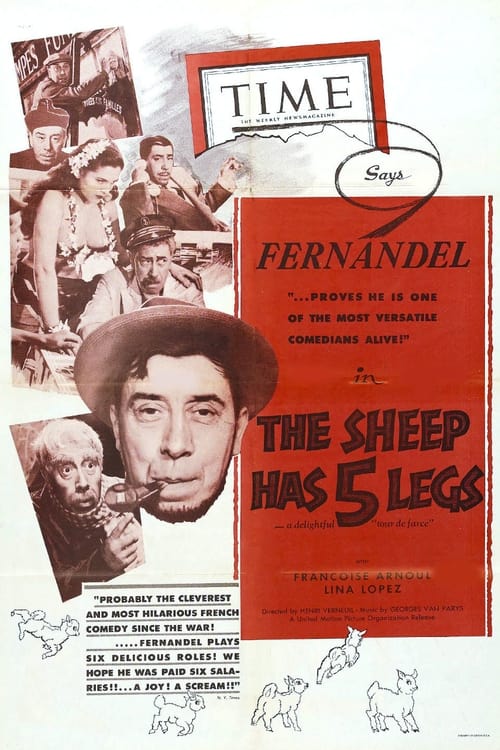 MPES FUN
TIME
THE WEEKLY NEWSMAGAZINE
Says
FERNANDEL
"...PROVES HE IS ONE
OF THE MOST VERSATILE
COMEDIANS ALIVE!"
in
THE SHEEP
HAS 5 LEGS
— a delightful "tour de farce"
with
FRANCOISE ARNOUL
LINA LOPEZ
Directed by HENRI VERNEUIL - Music by GEORGES VAN PARYS
A United Motion Picture Organization Release
"PROBABLY THE CLEVEREST
AND MOST HILARIOUS FRENCH
COMEDY SINCE THE WAR!
.....FERNANDEL PLAYS
SIX DELICIOUS ROLES! WE
HOPE HE WAS PAID SIX SALA-
RIES!!...A JOY! A SCREAM!!"
N. Y. Times